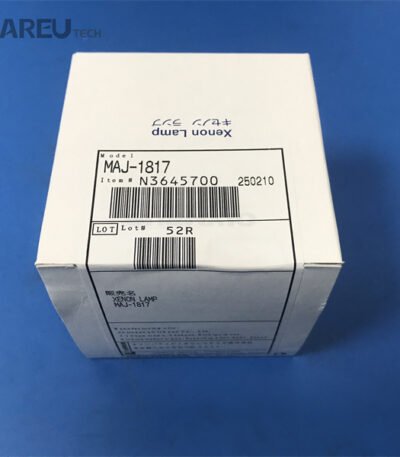 AREU TECH
Xenon Lamp
キセノン ランプ
Model
MAJ-1817
Item# N3645700 250210
LOT Lot# 52R
販売名
XENON LAMP
MAJ-1817